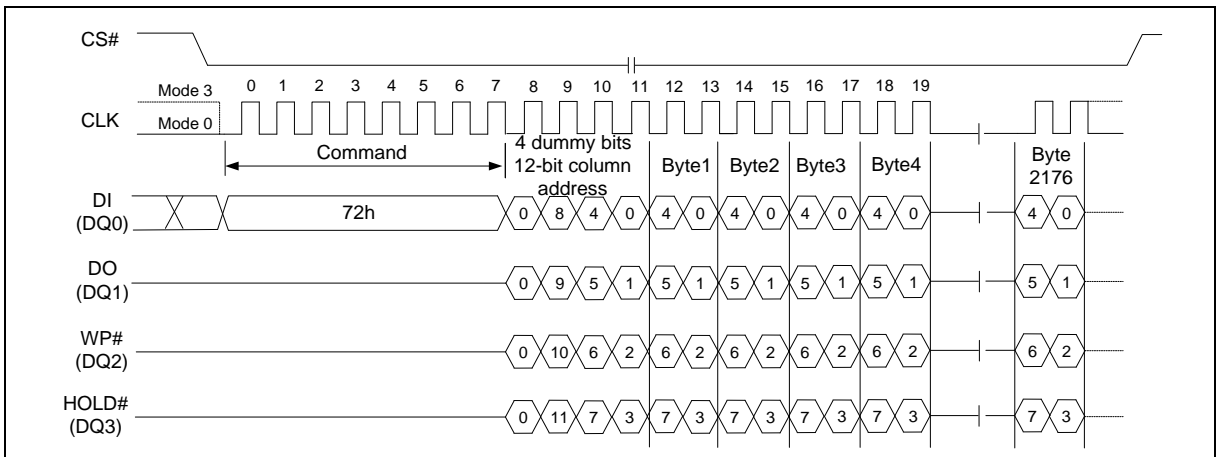 CS#
Mode 3
0 1 2 3 4 5 6 7 8 9 10 11 12 13 14 15 16 17 18 19
CLK
Mode 0
Command
4 dummy bits
12-bit column
address
Byte1 Byte2 Byte3 Byte4
Byte
2176
DI
(DQ0)
72h
0 8 4 0 4 0 4 0 4 0 4 0 4 0
DO
(DQ1)
0 9 5 1 5 1 5 1 5 1 5 1 5 1
WP#
(DQ2)
0 10 6 2 6 2 6 2 6 2 6 2 6 2
HOLD#
(DQ3)
0 11 7 3 7 3 7 3 7 3 7 3 7 3